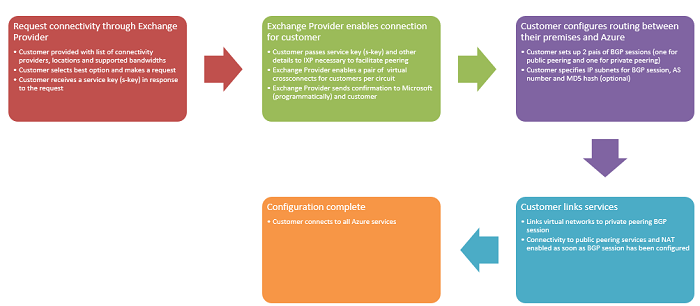 Request connectivity through Exchange
Provider
• Customer provided with list of connectivity
providers, locations and supported bandwidths
• Customer selects best option and makes a request
• Customer receives a service key (s-key) in response
to the request
Exchange Provider enables connection
for customer
• Customer passes service key (s-key) and other
details to IXP necessary to facilitate peering
• Exchange Provider enables a pair of virtual
crossconnects for customers per circuit
• Exchange Provider sends confirmation to Microsoft
(programmatically) and customer
Customer configures routing between
their premises and Azure
• Customer sets up 2 pais of BGP sessions (one for
public peering and one for private peering)
• Customer specifies IP subnets for BGP session, AS
number and MD5 hash (optional)
Customer links services
• Links virtual networks to private peering BGP
session
• Connectivity to public peering services and NAT
enabled as soon as BGP session has been configured
Configuration complete
• Customer connects to all Azure services